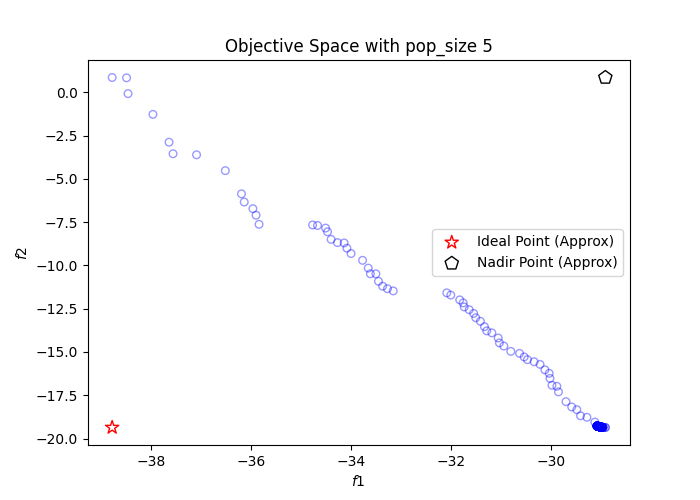 Objective Space with pop_size 5
0.0
−2.5
−5.0
−7.5
−10.0
−12.5
−15.0
−17.5
−20.0
f2
Ideal Point (Approx)
Nadir Point (Approx)
−38 −36 −34 −32 −30
f1